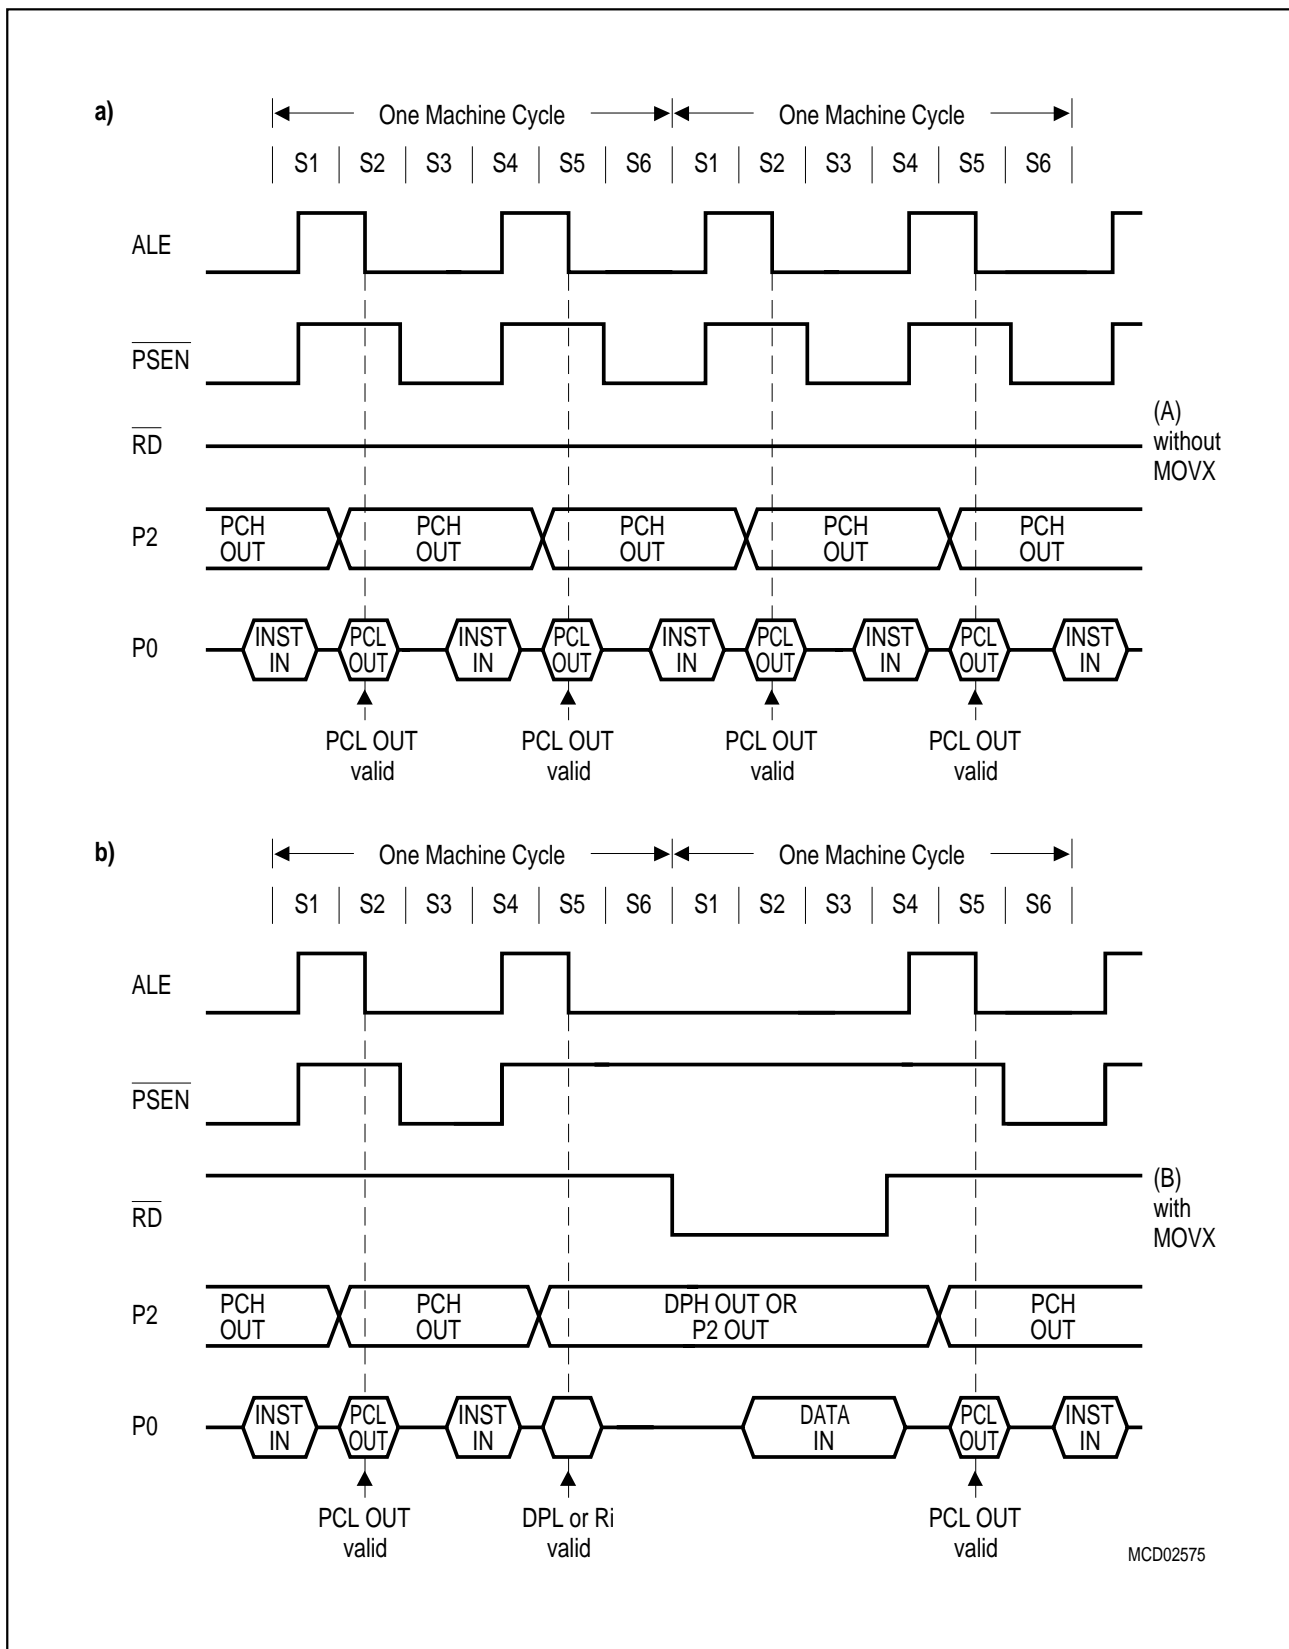 a)
One Machine Cycle One Machine Cycle
S1 S2 S3 S4 S5 S6 S1 S2 S3 S4 S5 S6
ALE
PSEN
RD
(A)
without
MOVX
P2
PCH PCH PCH PCH PCH
OUT OUT OUT OUT OUT
P0
INST PCL INST PCL INST PCL INST PCL INST
IN OUT IN OUT IN OUT IN OUT IN
PCL OUT PCL OUT PCL OUT PCL OUT
valid valid valid valid
b)
One Machine Cycle One Machine Cycle
S1 S2 S3 S4 S5 S6 S1 S2 S3 S4 S5 S6
ALE
PSEN
RD
(B)
with
MOVX
P2
PCH PCH DPH OUT OR PCH
OUT OUT P2 OUT OUT
P0
INST PCL INST DATA PCL INST
IN OUT IN IN OUT IN
PCL OUT DPL or Ri PCL OUT
valid valid valid
MCD02575